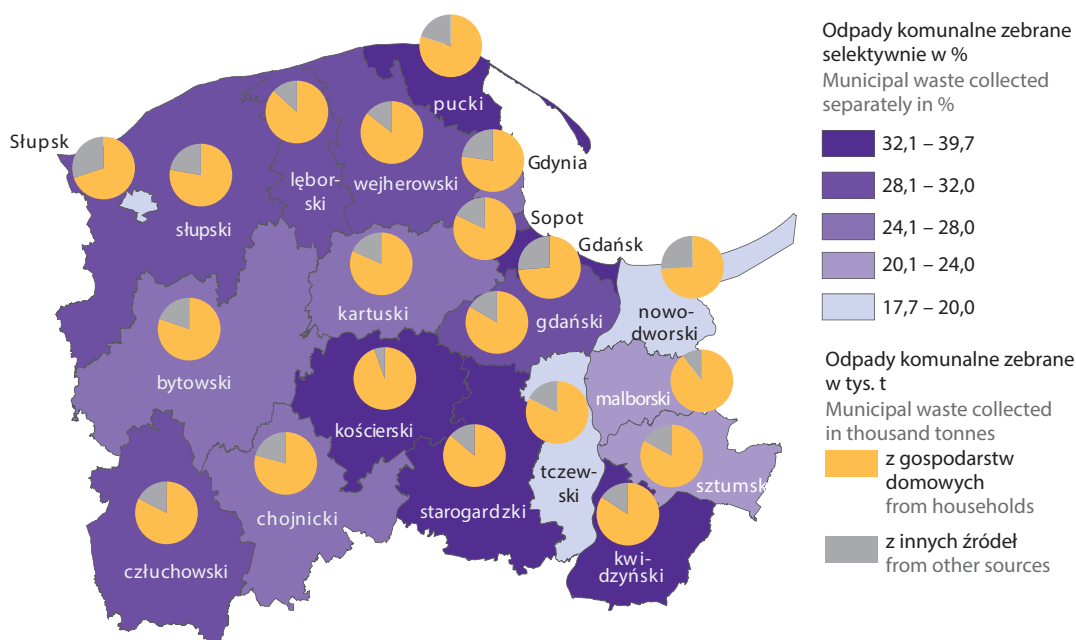 pucki
Słupsk
Gdynia
lębor-
ski
wejherowski
słupski
Sopot
Gdańsk
kartuski
gdański
nowo-
dworski
bytowski
malborski
kościerski
tczew-
ski
sztumski
chojnicki
starogardzki
człuchowski
kwi-
dzyński
Odpady komunalne zebrane
selektywnie w %
Municipal waste collected
separately in %
32,1 – 39,7
28,1 – 32,0
24,1 – 28,0
20,1 – 24,0
17,7 – 20,0
Odpady komunalne zebrane
w tys. t
Municipal waste collected
in thousand tonnes
z gospodarstw
domowych
from households
z innych źródeł
from other sources